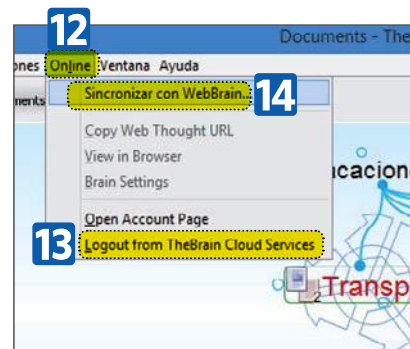 12
Documents - The
ones Online Ventana Ayuda
ments
Sincronizar con WebBrain...
14
Copy Web Thought URL
View in Browser
Brain Settings
icacion
Open Account Page
13
Logout from TheBrain Cloud Services
2
Transp